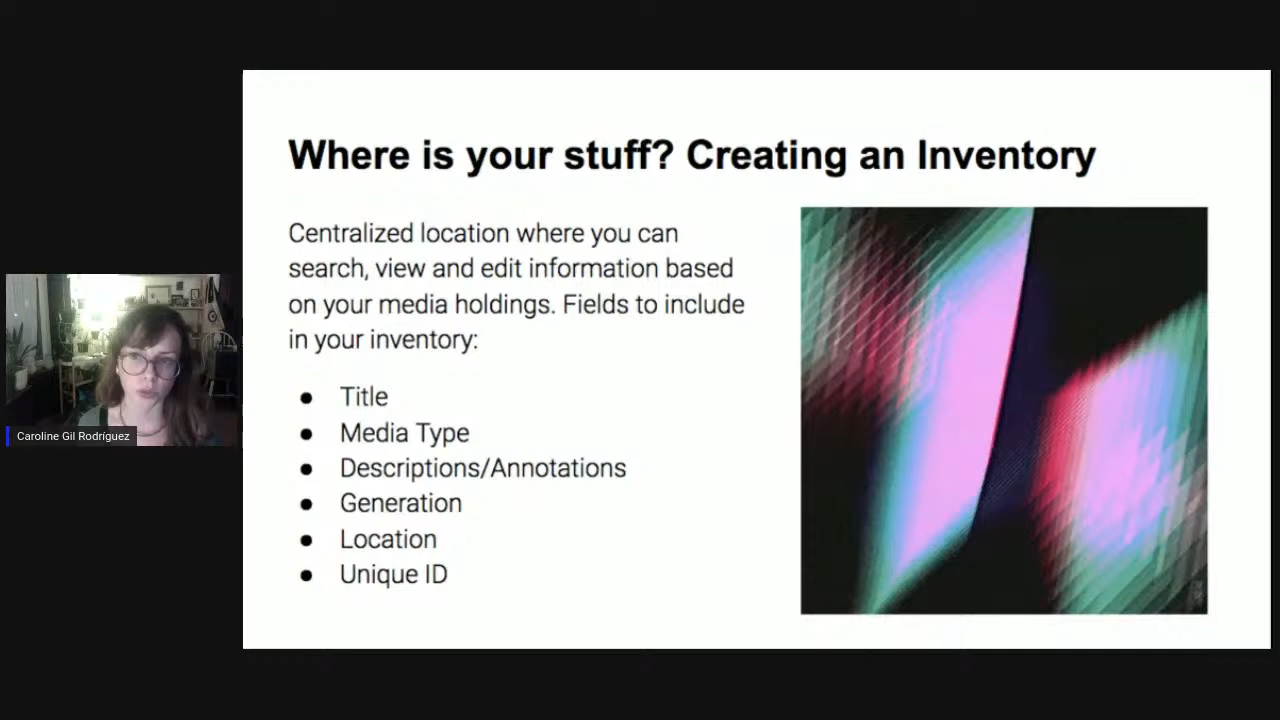 Where is your stuff? Creating an Inventory
Centralized location where you can
search, view and edit information based
on your media holdings. Fields to include
in your inventory:
● Title
● Media Type
● Descriptions/Annotations
● Generation
● Location
● Unique ID
Caroline Gil Rodríguez